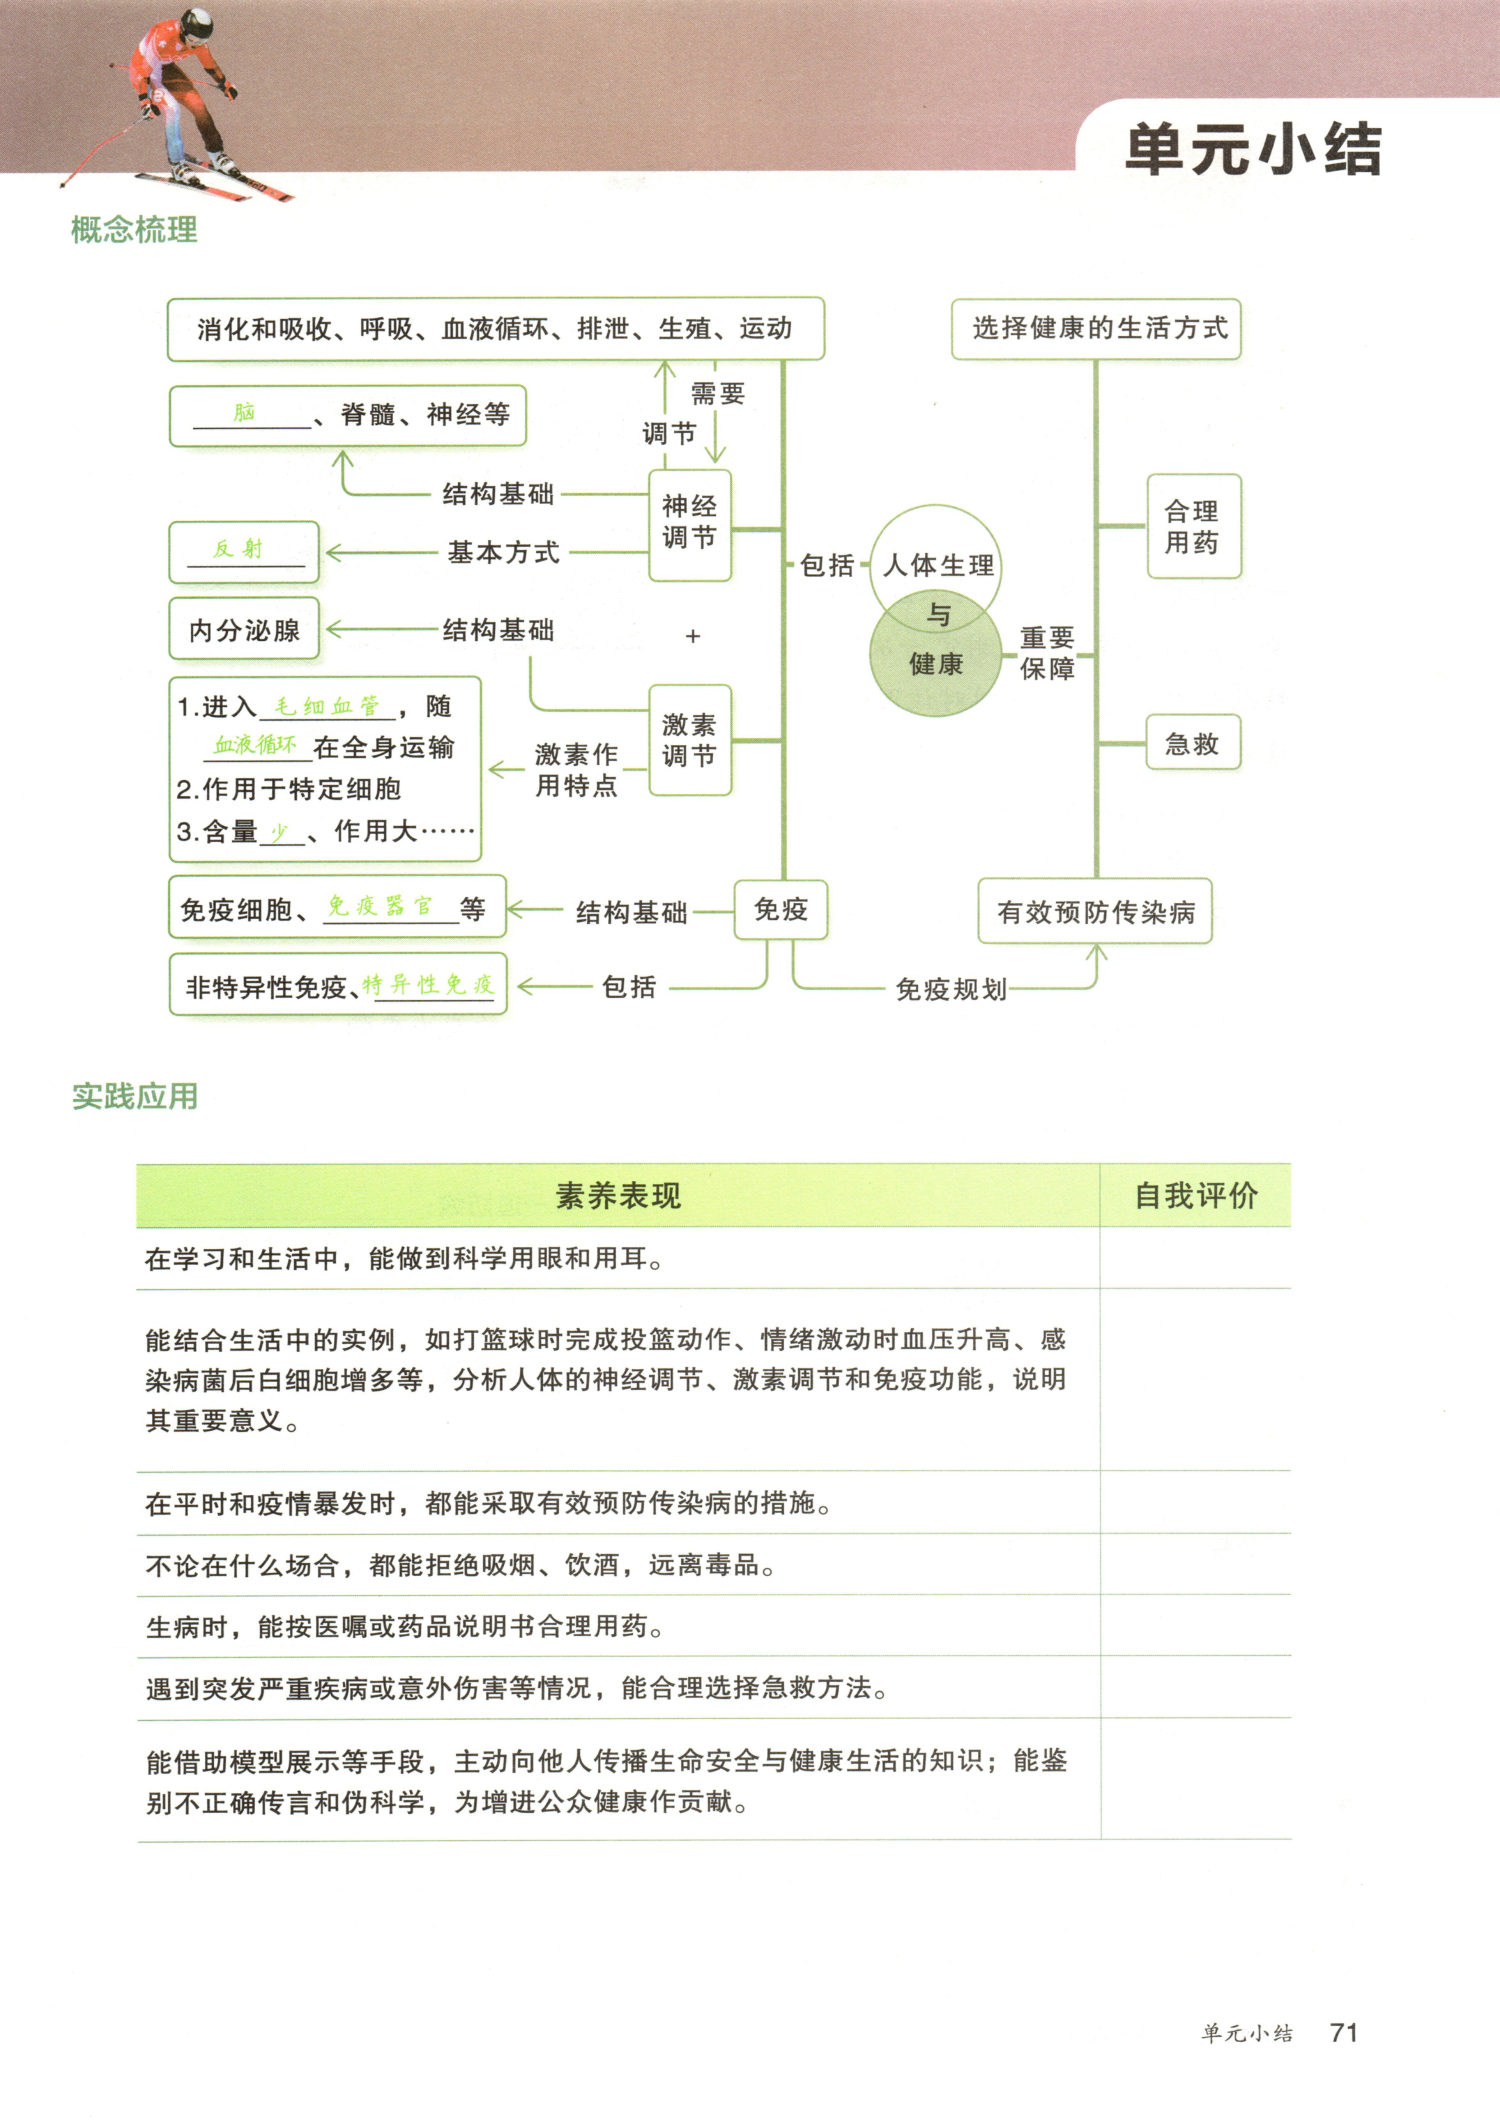 单元小结
概念梳理
消化和吸收、呼吸、血液循环、排泄、生殖、运动
选择健康的生活方式
需要
脑、脊髓、神经等
调节
结构基础
神经
调节
合理
用药
反射
基本方式
包括
人体生理
与
健康
内分泌腺
结构基础
+
重要
保障
1.进入毛细血管，随
血液循环在全身运输
2.作用于特定细胞
3.含量少、作用大……
激素作
用特点
激素
调节
急救
免疫细胞、免疫器官等
结构基础
免疫
有效预防传染病
非特异性免疫、特异性免疫
包括
免疫规划
实践应用
素养表现 自我评价
在学习和生活中，能做到科学用眼和用耳。
能结合生活中的实例，如打篮球时完成投篮动作、情绪激动时血压升高、感
染病菌后白细胞增多等，分析人体的神经调节、激素调节和免疫功能，说明
其重要意义。
在平时和疫情暴发时，都能采取有效预防传染病的措施。
不论在什么场合，都能拒绝吸烟、饮酒，远离毒品。
生病时，能按医嘱或药品说明书合理用药。
遇到突发严重疾病或意外伤害等情况，能合理选择急救方法。
能借助模型展示等手段，主动向他人传播生命安全与健康生活的知识；能鉴
别不正确传言和伪科学，为增进公众健康作贡献。
单元小结 71